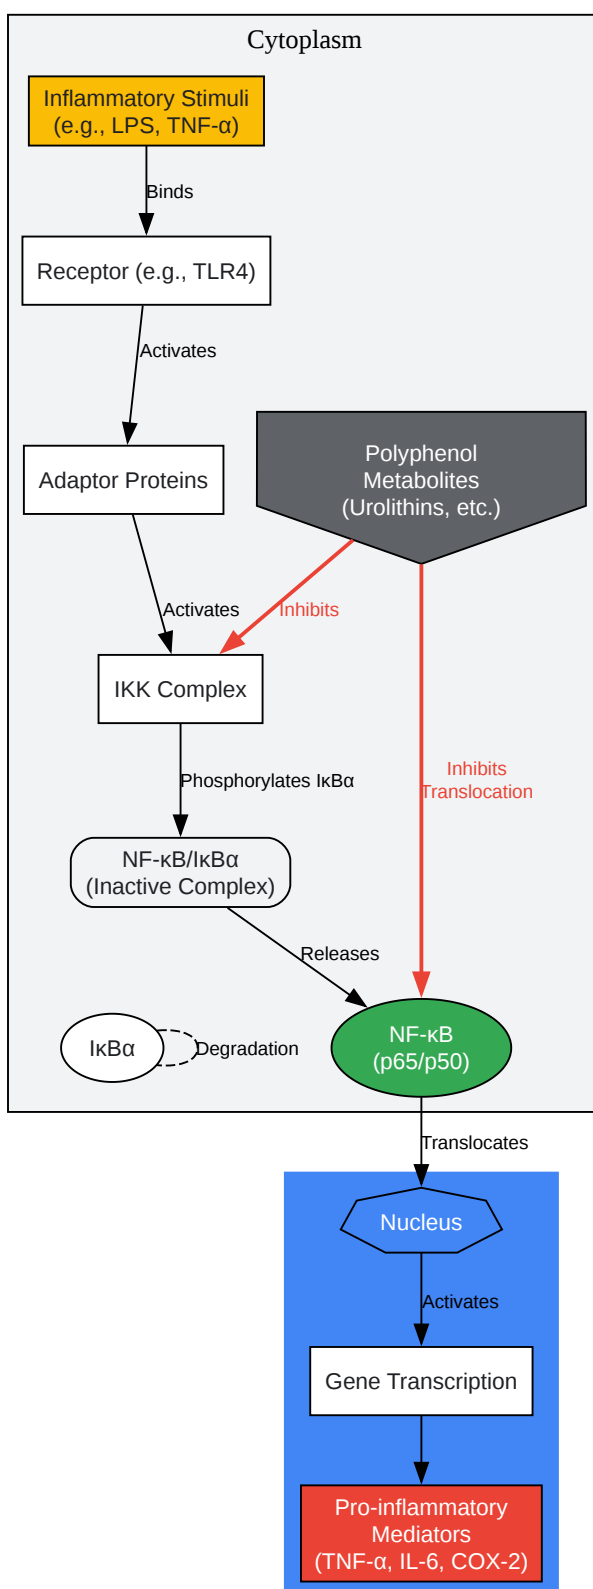 Cytoplasm
Inflammatory Stimuli
(e.g., LPS, TNF-α)
Binds
Receptor (e.g., TLR4)
Activates
Adaptor Proteins
Polyphenol
Metabolites
(Urolithins, etc.)
Activates
Inhibits
IKK Complex
Phosphorylates IκBα
Inhibits
Translocation
NF-κB/IκBα
(Inactive Complex)
Releases
IκBα
Degradation
NF-κB
(p65/p50)
Translocates
Nucleus
Activates
Gene Transcription
Pro-inflammatory
Mediators
(TNF-α, IL-6, COX-2)